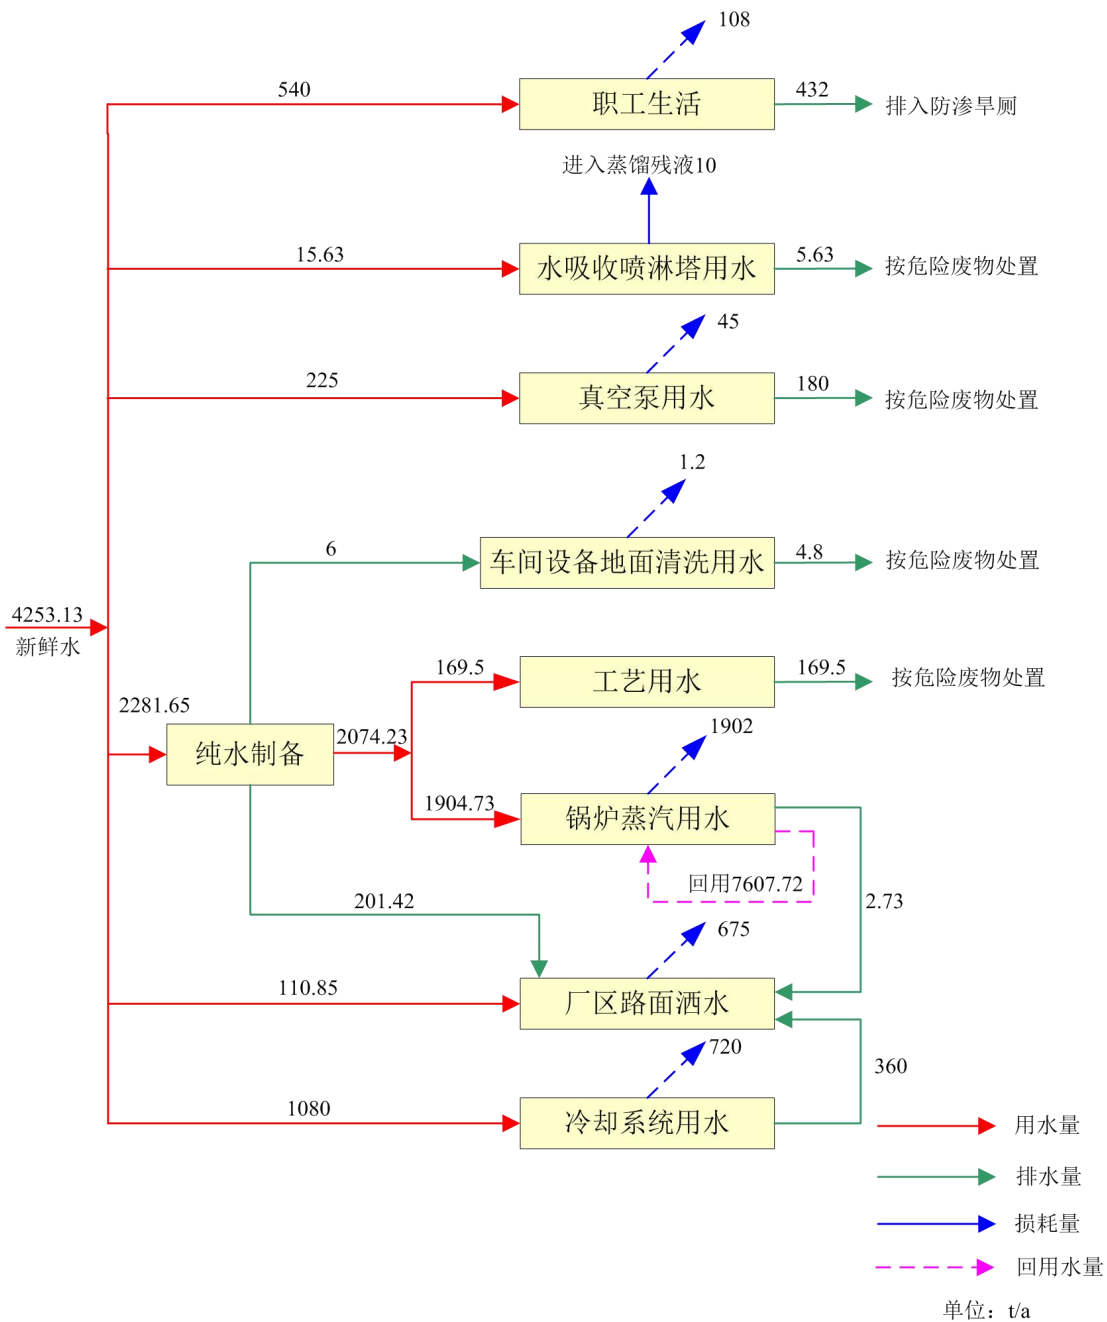 108
540
职工生活
432
排入防渗旱厕
进入蒸馏残液10
15.63
水吸收喷淋塔用水
5.63
按危险废物处置
45
225
真空泵用水
180
按危险废物处置
1.2
6
车间设备地面清洗用水
4.8
按危险废物处置
4253.13
新鲜水
169.5
工艺用水
169.5
按危险废物处置
2281.65
纯水制备
2074.23
1902
1904.73
锅炉蒸汽用水
回用7607.72
2.73
201.42
675
110.85
厂区路面洒水
720
360
1080
冷却系统用水
用水量
排水量
损耗量
回用水量
单位：t/a